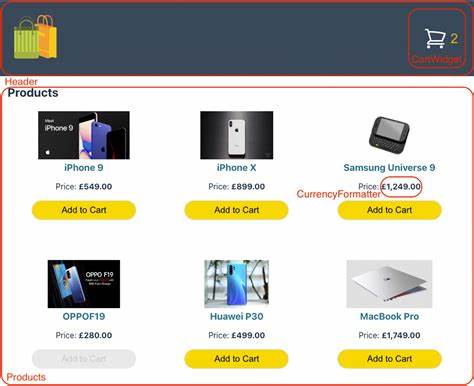 2
CartWidget
Header
Products
Meet
iPhone 9
OPPO F19
iPhone 9
iPhone X
Samsung Universe 9
Price: £549.00
Price: £899.00
Price: £1,249.00
CurrencyFormatter
Add to Cart
Add to Cart
Add to Cart
OPPOF19
Huawei P30
MacBook Pro
Price: £280.00
Price: £499.00
Price: £1,749.00
Add to Cart
Add to Cart
Add to Cart
Products